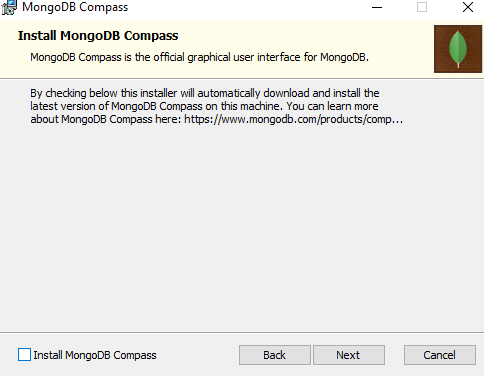 MongoDB Compass
Install MongoDB Compass
MongoDB Compass is the official graphical user interface for MongoDB.
By checking below this installer will automatically download and install the
latest version of MongoDB Compass on this machine. You can learn more
about MongoDB Compass here: https://www.mongodb.com/products/comp...
Install MongoDB Compass
Back
Next
Cancel